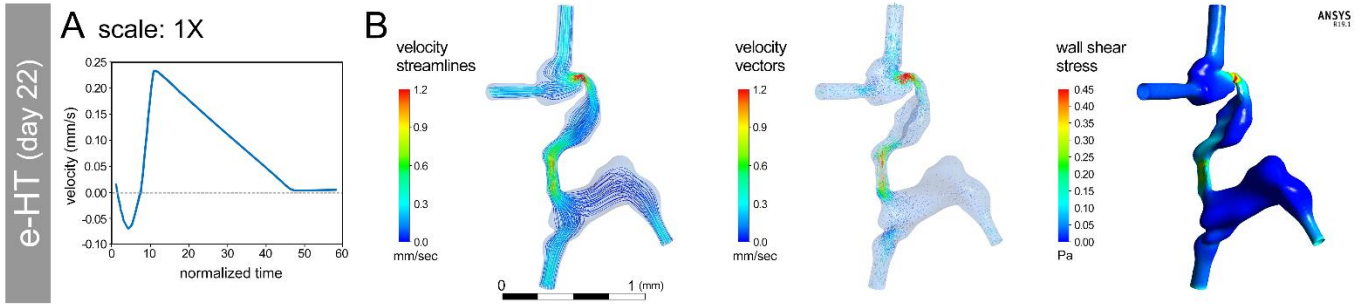 e-HT (day 22)
A scale: 1X
velocity (mm/s)
0.25
0.20
0.15
0.10
0.05
0.00
-0.05
-0.10
0 10 20 30 40 50 60
normalized time
B
velocity
streamlines
1.2
0.9
0.6
0.3
0.0
mm/sec
0 1 (mm)
velocity
vectors
1.2
0.9
0.6
0.3
0.0
mm/sec
wall shear
stress
0.45
0.40
0.35
0.30
0.25
0.20
0.15
0.10
0.05
0.00
Pa
ANSYS
R19.1